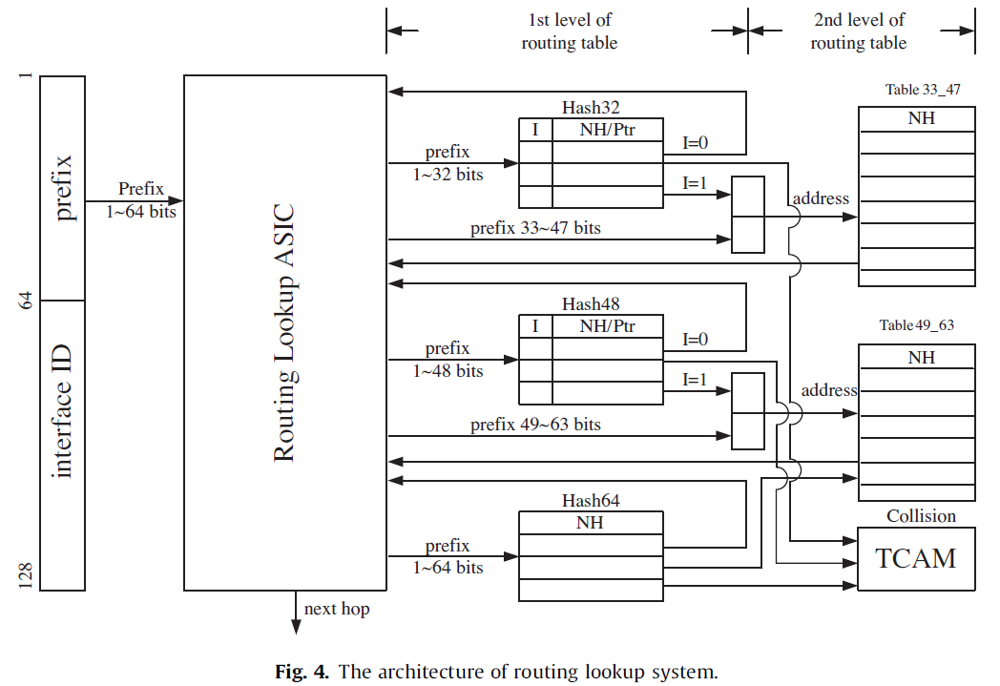 1st level of
routing table
2nd level of
routing table
1
prefix
64
interface ID
128
Prefix
1~64 bits
Routing Lookup ASIC
next hop
Hash32
I NH/Ptr
prefix
1~32 bits
I=0
I=1
prefix 33~47 bits
address
Table 33_47
NH
Hash48
I NH/Ptr
prefix
1~48 bits
I=0
I=1
prefix 49~63 bits
address
Table 49_63
NH
Hash64
NH
prefix
1~64 bits
Collision
TCAM
Fig. 4. The architecture of routing lookup system.